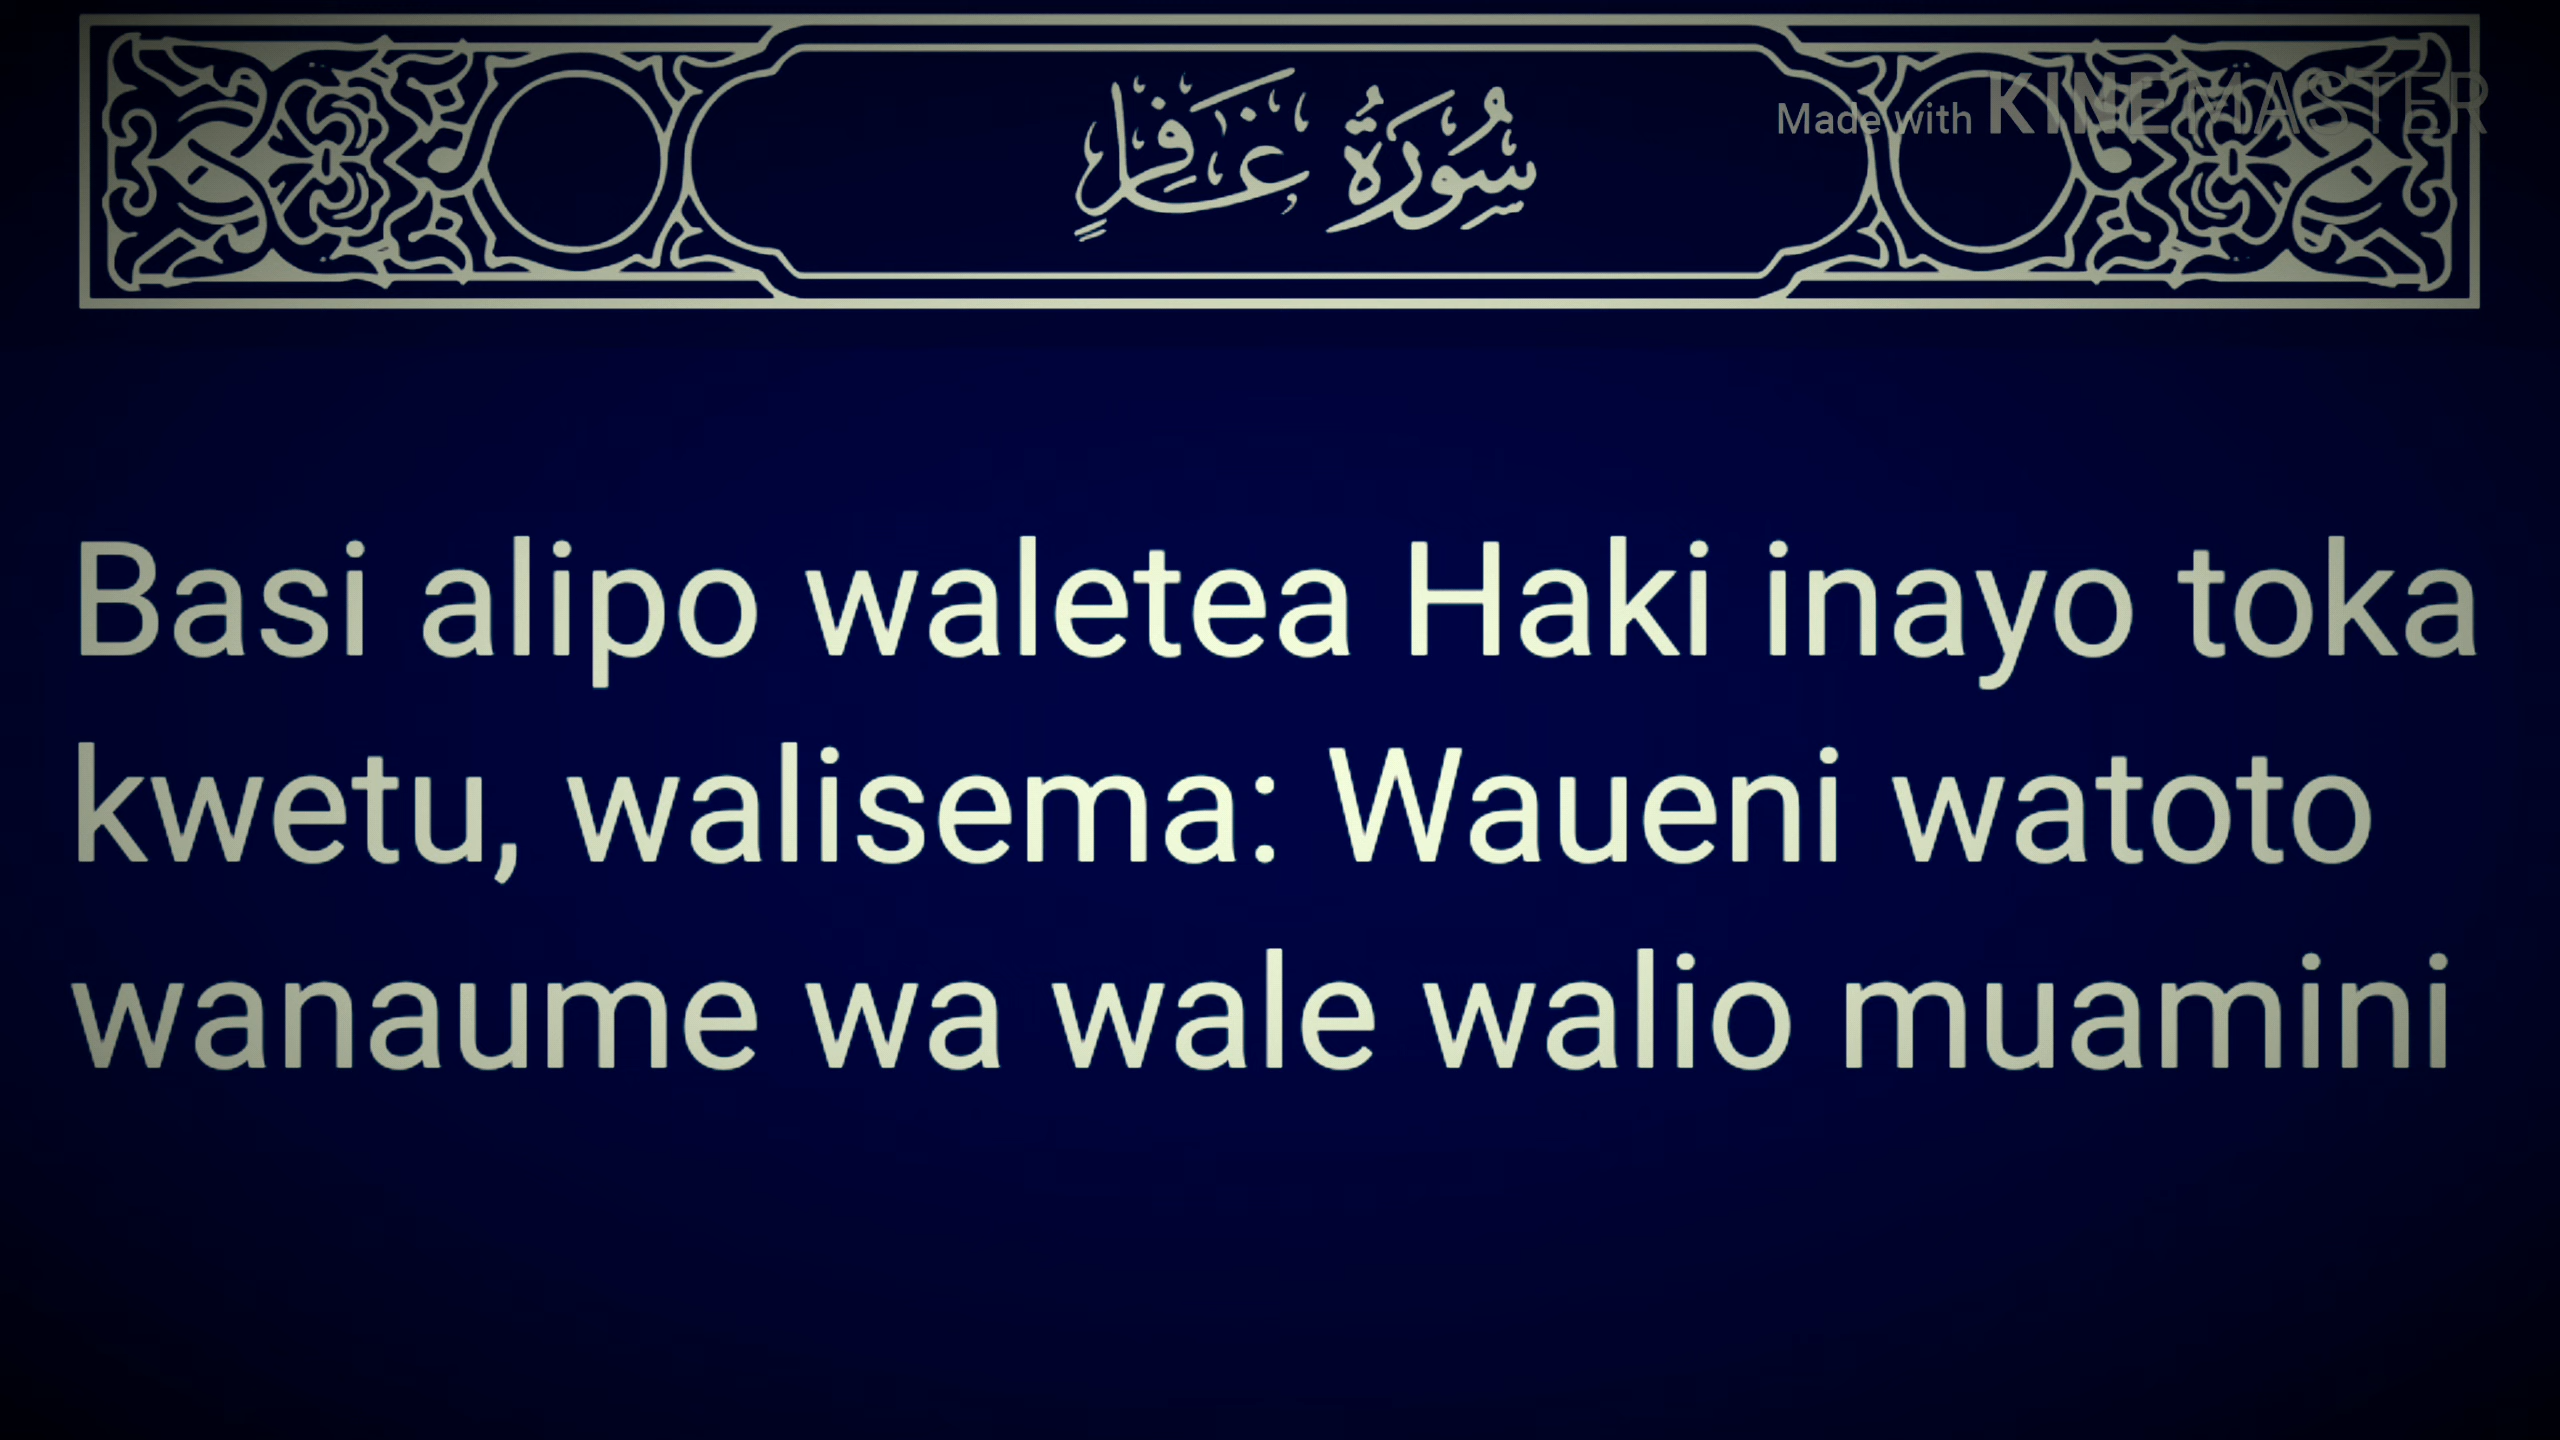 سُورَةُ غَافِرٍ
Made with KINEMASTER
Basi alipo waletea Haki inayo toka
kwetu, walisema: Waueni watoto
wanaume wa wale walio muamini